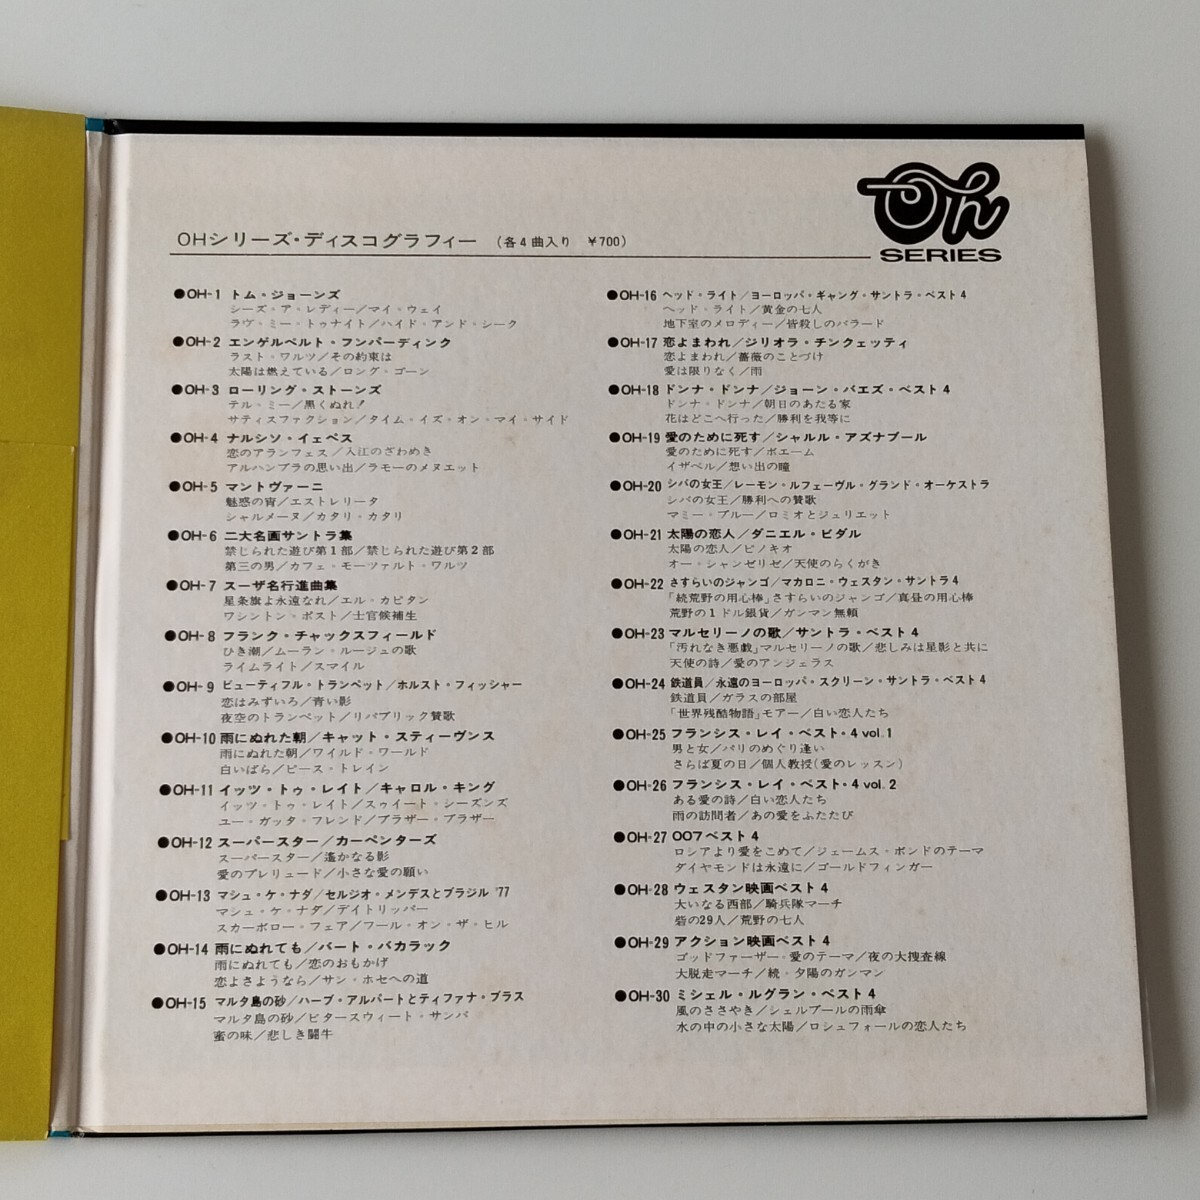 Oh
SERIES
OHシリーズ・ディスコグラフィー (各4曲入り ¥700)
●OH-1 トム・ジョーンズ
シーズ・ア・レディー/マイ・ウェイ
ラヴ・ミー・トゥナイト/ハイド・アンド・シーク
●OH-2 エンゲルベルト・フンパーディンク
ラスト・ワルツ/その約束は
太陽は燃えている/ロング・ゴーン
●OH-3 ローリング・ストーンズ
テル・ミー/黒くぬれ!
サティスファクション/タイム・イズ・オン・マイ・サイド
●OH-4 ナルシソ・イェペス
恋のアランフェス/入江のざわめき
アルハンブラの思い出/ラモーのメヌエット
●OH-5 マントヴァーニ
魅惑の宵/エストレリータ
シャルメーヌ/カタリ・カタリ
●OH-6 二大名画サントラ集
禁じられた遊び第1部/禁じられた遊び第2部
第三の男/カフェ・モーツァルト・ワルツ
●OH-7 スーザ名行進曲集
星条旗よ永遠なれ/エル・カピタン
ワシントン・ポスト/士官候補生
●OH-8 フランク・チャックスフィールド
ひき潮/ムーラン・ルージュの歌
ライムライト/スマイル
●OH-9 ビューティフル・トランペット/ホルスト・フィッシャー
恋はみずいろ/青い影
夜空のトランペット/リパブリック賛歌
●OH-10 雨にぬれた朝/キャット・スティーヴンス
雨にぬれた朝/ワイルド・ワールド
白いばら/ピース・トレイン
●OH-11 イッツ・トゥ・レイト/キャロル・キング
イッツ・トゥ・レイト/スウィート・シーズンズ
ユー・ガッタ・フレンド/ブラザー・ブラザー
●OH-12 スーパースター/カーペンターズ
スーパースター/遙かなる影
愛のプレリュード/小さな愛の願い
●OH-13 マシュ・ケ・ナダ/セルジオ・メンデスとブラジル '77
マシュ・ケ・ナダ/デイトリッパー
スカーボロー・フェア/フール・オン・ザ・ヒル
●OH-14 雨にぬれても/バート・バカラック
雨にぬれても/恋のおもかげ
恋よさようなら/サン・ホセへの道
●OH-15 マルタ島の砂/ハーブ・アルパートとティファナ・ブラス
マルタ島の砂/ビタースウィート・サンバ
蜜の味/悲しき闘牛
●OH-16 ヘッド・ライト/ヨーロッパ・ギャング・サントラ・ベスト4
ヘッド・ライト/黄金の七人
地下室のメロディー/皆殺しのバラード
●OH-17 恋よまわれ/ジリオラ・チンクェッティ
恋よまわれ/薔薇のことづけ
愛は限りなく/雨
●OH-18 ドンナ・ドンナ/ジョーン・バエズ・ベスト4
ドンナ・ドンナ/朝日のあたる家
花はどこへ行った/勝利を我等に
●OH-19 愛のために死す/シャルル・アズナブール
愛のために死す/ボエーム
イザベル/想い出の瞳
●OH-20 シバの女王/レーモン・ルフェーヴル・グランド・オーケストラ
シバの女王/勝利への賛歌
マミー・ブルー/ロミオとジュリエット
●OH-21 太陽の恋人/ダニエル・ビダル
太陽の恋人/ピノキオ
オー・シャンゼリゼ/天使のらくがき
●OH-22 さすらいのジャンゴ/マカロニ・ウェスタン・サントラ4
「続荒野の用心棒」さすらいのジャンゴ/真昼の用心棒
荒野の1ドル銀貨/ガンマン無頼
●OH-23 マルセリーノの歌/サントラ・ベスト4
「汚れなき悪戯」マルセリーノの歌/悲しみは星影と共に
天使の詩/愛のアンジェラス
●OH-24 鉄道員/永遠のヨーロッパ・スクリーン・サントラ・ベスト4
鉄道員/ガラスの部屋
「世界残酷物語」モアー/白い恋人たち
●OH-25 フランシス・レイ・ベスト・4 vol.1
男と女/パリのめぐり逢い
さらば夏の日/個人教授(愛のレッスン)
●OH-26 フランシス・レイ・ベスト・4 vol.2
ある愛の詩/白い恋人たち
雨の訪問者/あの愛をふたたび
●OH-27 007ベスト4
ロシアより愛をこめて/ジェームス・ボンドのテーマ
ダイヤモンドは永遠に/ゴールドフィンガー
●OH-28 ウェスタン映画ベスト4
大いなる西部/騎兵隊マーチ
砦の29人/荒野の七人
●OH-29 アクション映画ベスト4
ゴッドファーザー・愛のテーマ/夜の大捜査線
大脱走マーチ/続・夕陽のガンマン
●OH-30 ミシェル・ルグラン・ベスト4
風のささやき/シェルブールの雨傘
水の中の小さな太陽/ロシュフォールの恋人たち